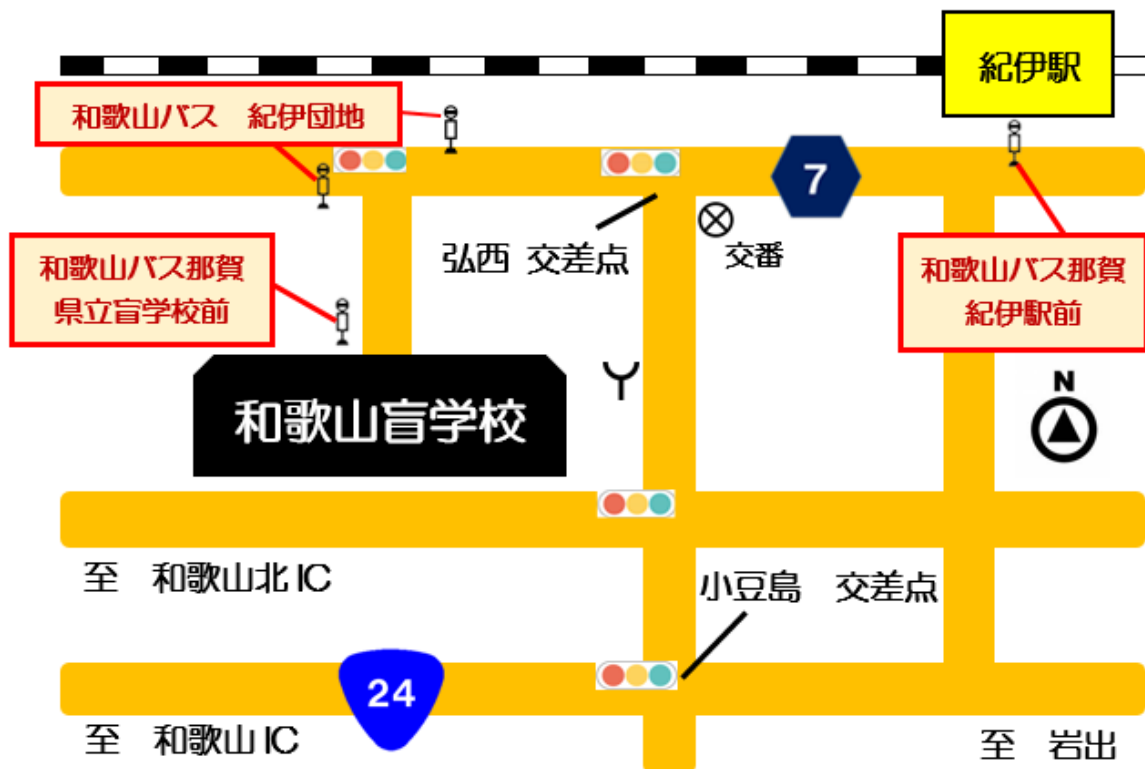 紀伊駅
和歌山バス　紀伊団地
7
弘西 交差点
交番
和歌山バス那賀
県立盲学校前
和歌山バス那賀
紀伊駅前
N
和歌山盲学校
至　和歌山北IC
小豆島　交差点
24
至　和歌山IC
至　岩出